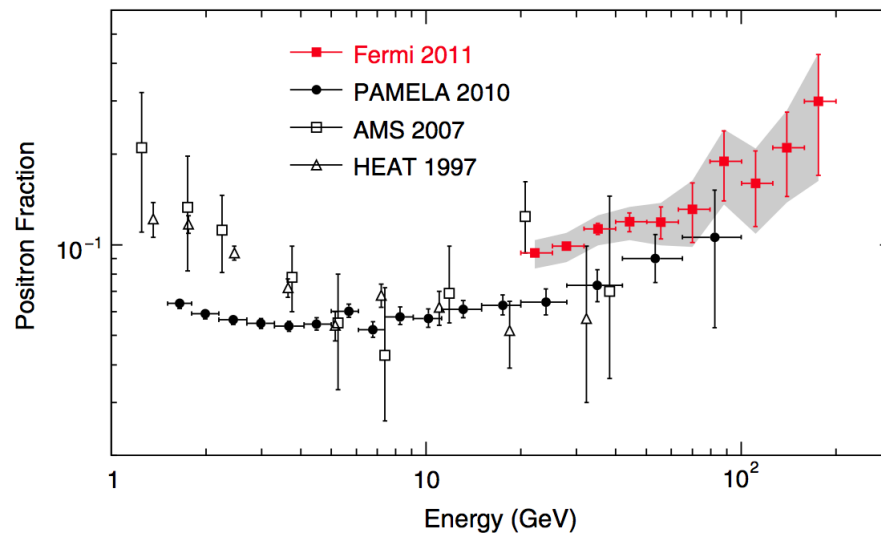 Fermi 2011
PAMELA 2010
AMS 2007
HEAT 1997
Positron Fraction
10⁻¹
1
10
10²
Energy (GeV)